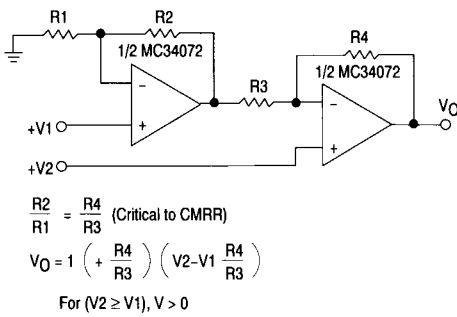 R1 R2
1/2 MC34072
R4
1/2 MC34072
R3
VO
+V1
+V2
- +
- +
R2/R1 = R4/R3 (Critical to CMRR)
VO = 1 ( + R4/R3 ) ( V2–V1 R4/R3 )
For (V2 ≥ V1), V > 0